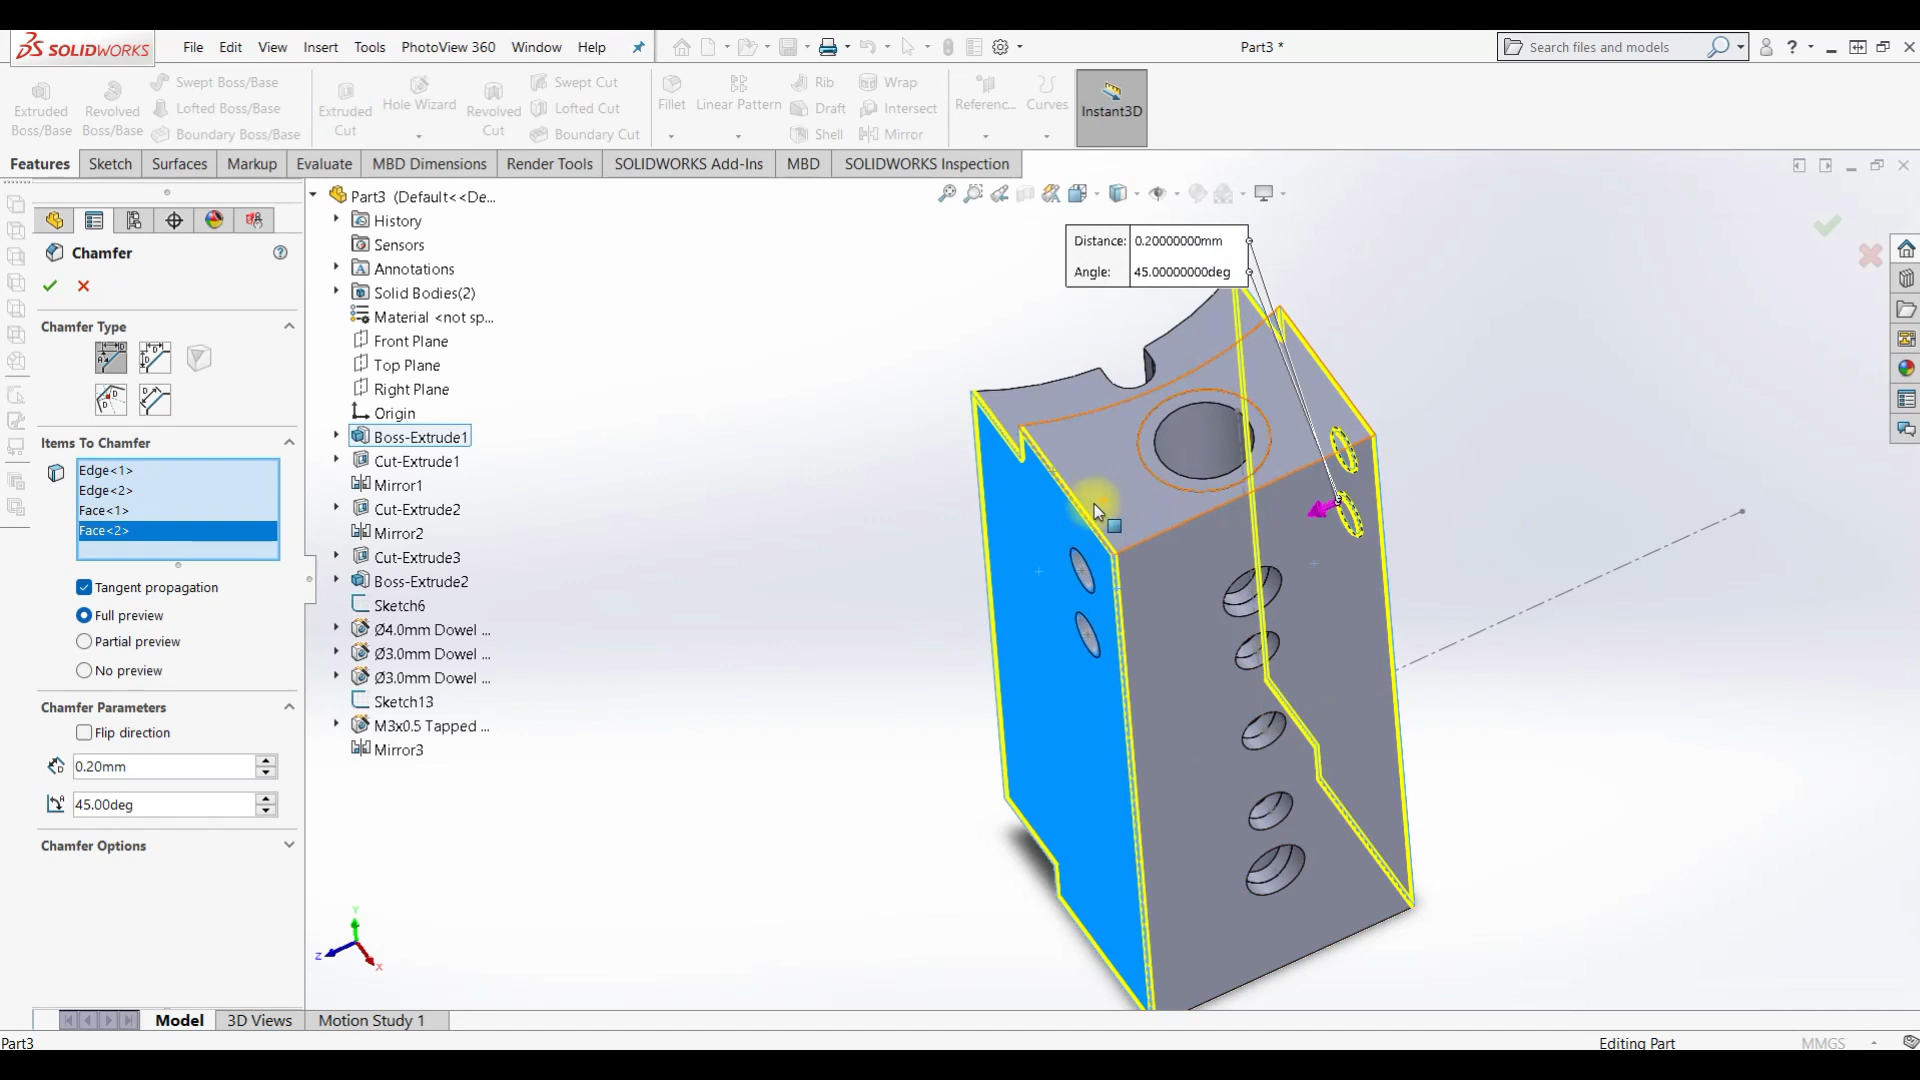 SOLIDWORKS
File Edit View Insert Tools PhotoView 360 Window Help
Part3 *
Search files and models
Extruded Boss/Base
Revolved Boss/Base
Swept Boss/Base
Lofted Boss/Base
Boundary Boss/Base
Extruded Cut
Hole Wizard
Revolved Cut
Swept Cut
Lofted Cut
Boundary Cut
Fillet
Linear Pattern
Rib
Draft
Shell
Wrap
Intersect
Mirror
Referenc...
Curves
Instant3D
Features Sketch Surfaces Markup Evaluate MBD Dimensions Render Tools SOLIDWORKS Add-Ins MBD SOLIDWORKS Inspection
Chamfer
Chamfer Type
Items To Chamfer
Edge<1>
Edge<2>
Face<1>
Face<2>
Tangent propagation
Full preview
Partial preview
No preview
Chamfer Parameters
Flip direction
0.20mm
45.00deg
Chamfer Options
Part3 (Default<<De...
History
Sensors
Annotations
Solid Bodies(2)
Material <not sp...
Front Plane
Top Plane
Right Plane
Origin
Boss-Extrude1
Cut-Extrude1
Mirror1
Cut-Extrude2
Mirror2
Cut-Extrude3
Boss-Extrude2
Sketch6
Ø4.0mm Dowel ...
Ø3.0mm Dowel ...
Ø3.0mm Dowel ...
Sketch13
M3x0.5 Tapped ...
Mirror3
Distance: 0.20000000mm
Angle: 45.00000000deg
Y
Z
X
Model 3D Views Motion Study 1
Part3
Editing Part
MMGS